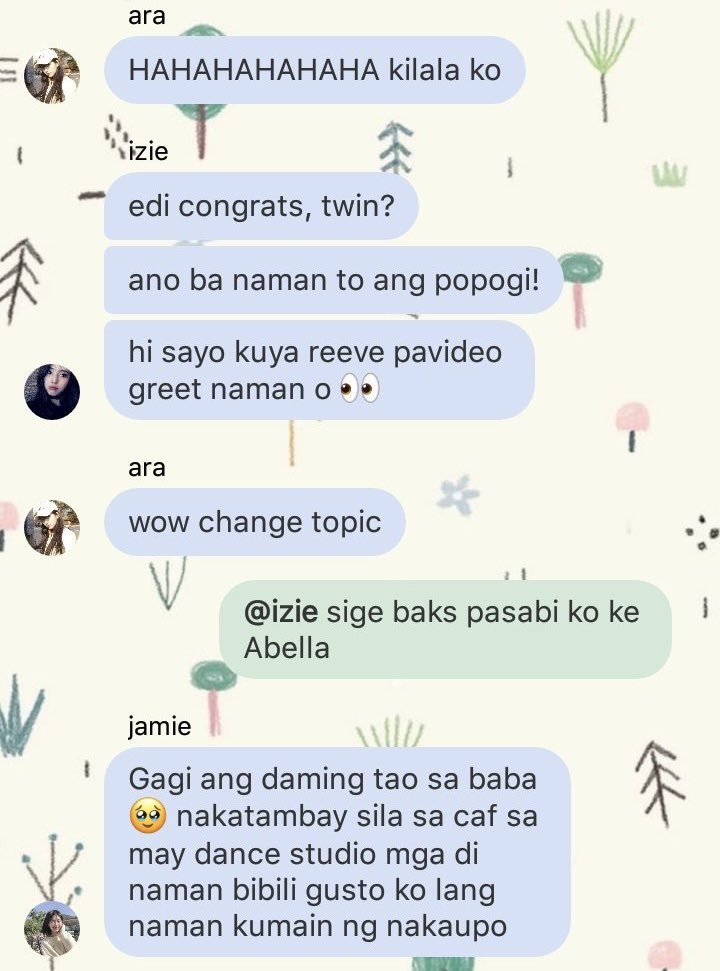 ara
HAHAHAHAHAHA kilala ko
izie
edi congrats, twin?
ano ba naman to ang popogi!
hi sayo kuya reeve pavideo
greet naman o 👀
ara
wow change topic
@izie sige baks pasabi ko ke
Abella
jamie
Gagi ang daming tao sa baba
🥹 nakatambay sila sa caf sa
may dance studio mga di
naman bibili gusto ko lang
naman kumain ng nakaupo